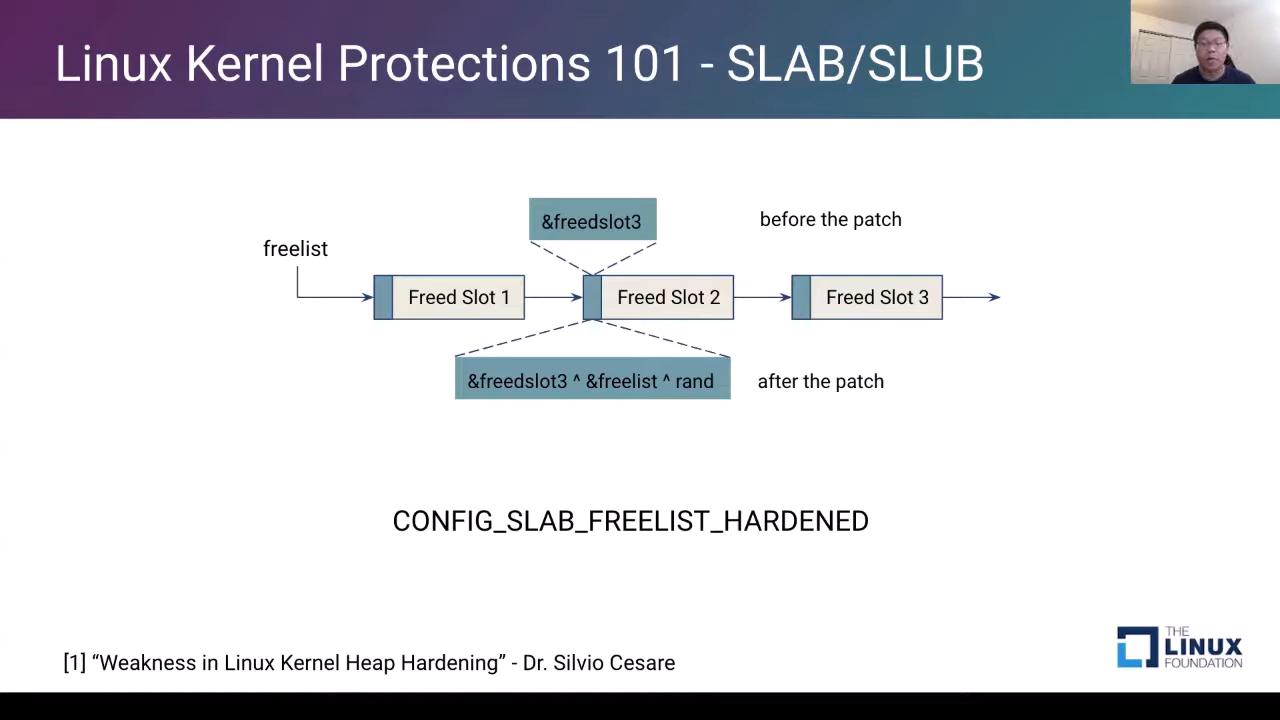 Linux Kernel Protections 101 - SLAB/SLUB
&freedslot3
before the patch
freelist
Freed Slot 1
Freed Slot 2
Freed Slot 3
&freedslot3 ^ &freelist ^ rand
after the patch
CONFIG_SLAB_FREELIST_HARDENED
[1] “Weakness in Linux Kernel Heap Hardening” - Dr. Silvio Cesare
THE
LINUX
FOUNDATION